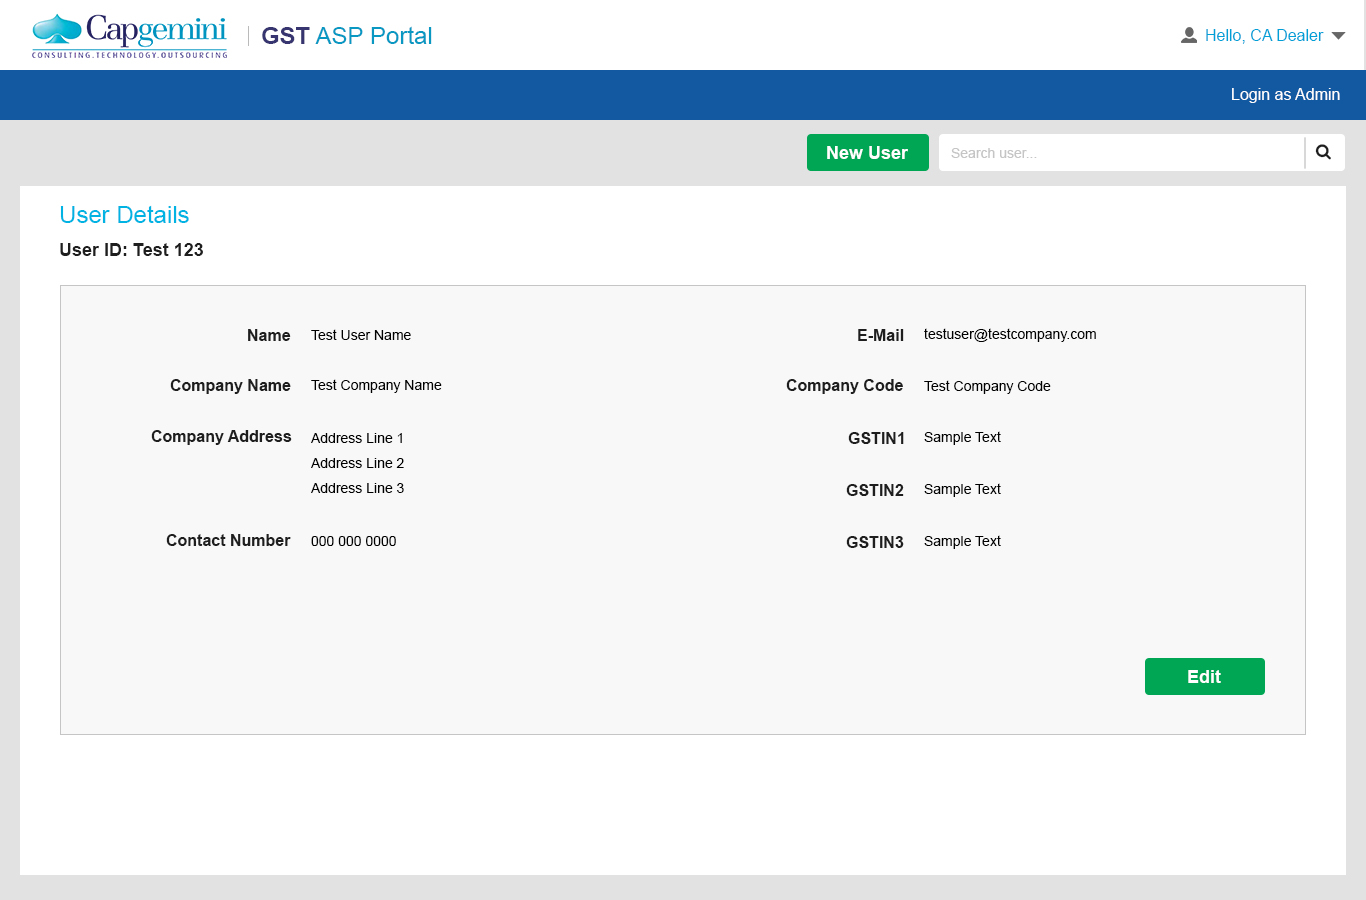 Capgemini
CONSULTING.TECHNOLOGY.OUTSOURCING
GST ASP Portal
Hello, CA Dealer
Login as Admin
New User
Search user...
User Details
User ID: Test 123
Name Test User Name
E-Mail testuser@testcompany.com
Company Name Test Company Name
Company Code Test Company Code
Company Address Address Line 1
Address Line 2
Address Line 3
GSTIN1 Sample Text
GSTIN2 Sample Text
Contact Number 000 000 0000
GSTIN3 Sample Text
Edit